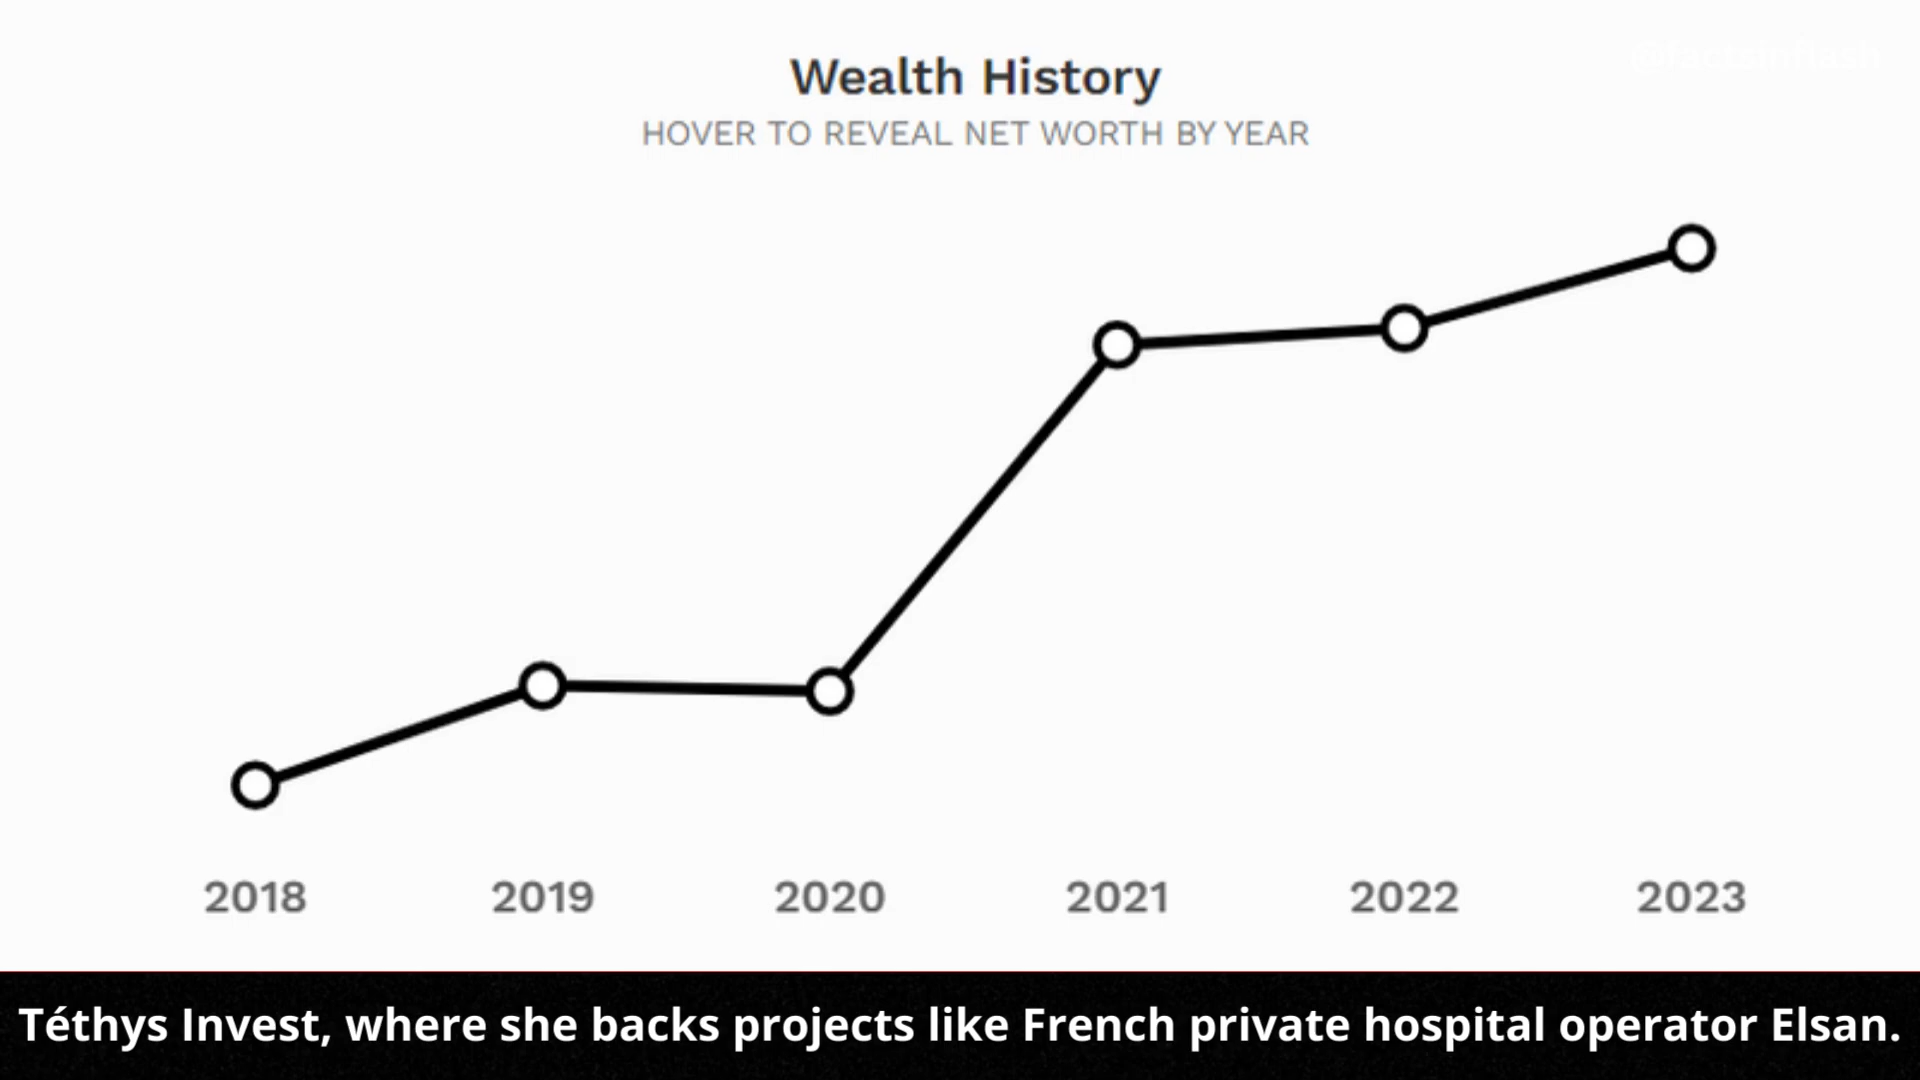 @factsinflash
Wealth History
HOVER TO REVEAL NET WORTH BY YEAR
2018 2019 2020 2021 2022 2023
Téthys Invest, where she backs projects like French private hospital operator Elsan.